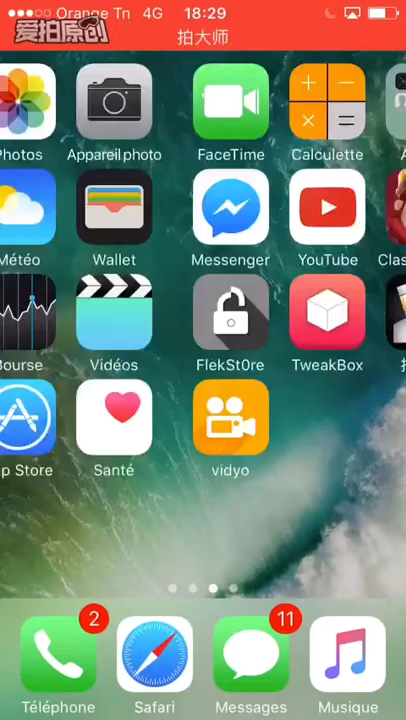 Orange Tn 4G 18:29
爱拍原创
拍大师
Photos Appareil photo FaceTime Calculette
Météo Wallet Messenger YouTube Clas
Bourse Vidéos FlekSt0re TweakBox
p Store Santé vidyo
2 11
Téléphone Safari Messages Musique